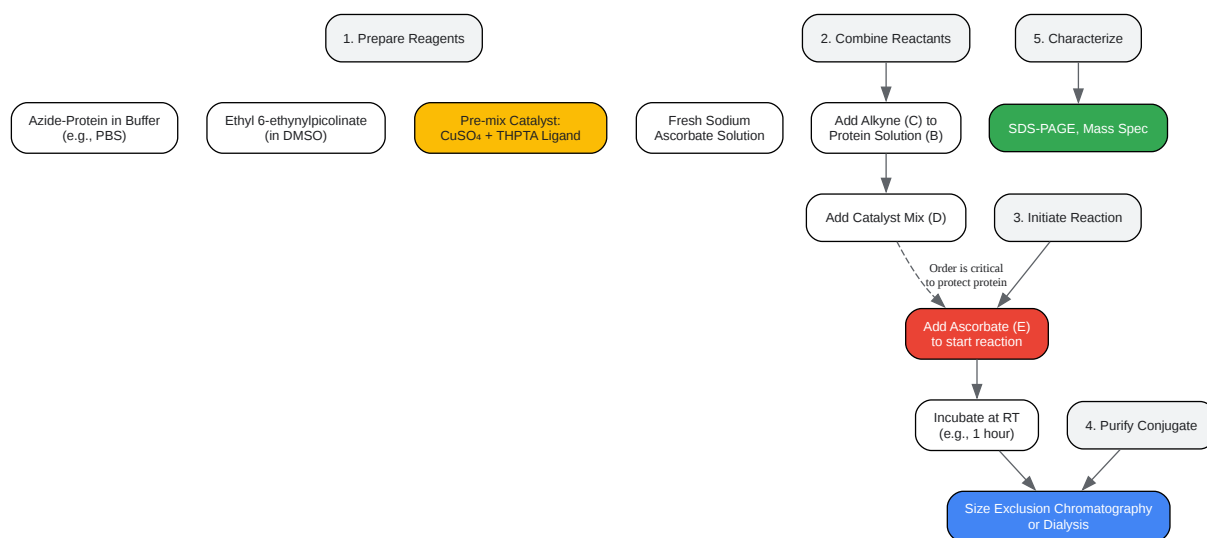 1. Prepare Reagents
2. Combine Reactants
5. Characterize
Azide-Protein in Buffer
(e.g., PBS)
Ethyl 6-ethynylpicolinate
(in DMSO)
Pre-mix Catalyst:
CuSO₄ + THPTA Ligand
Fresh Sodium
Ascorbate Solution
Add Alkyne (C) to
Protein Solution (B)
SDS-PAGE, Mass Spec
Add Catalyst Mix (D)
3. Initiate Reaction
Order is critical
to protect protein
Add Ascorbate (E)
to start reaction
Incubate at RT
(e.g., 1 hour)
4. Purify Conjugate
Size Exclusion Chromatography
or Dialysis